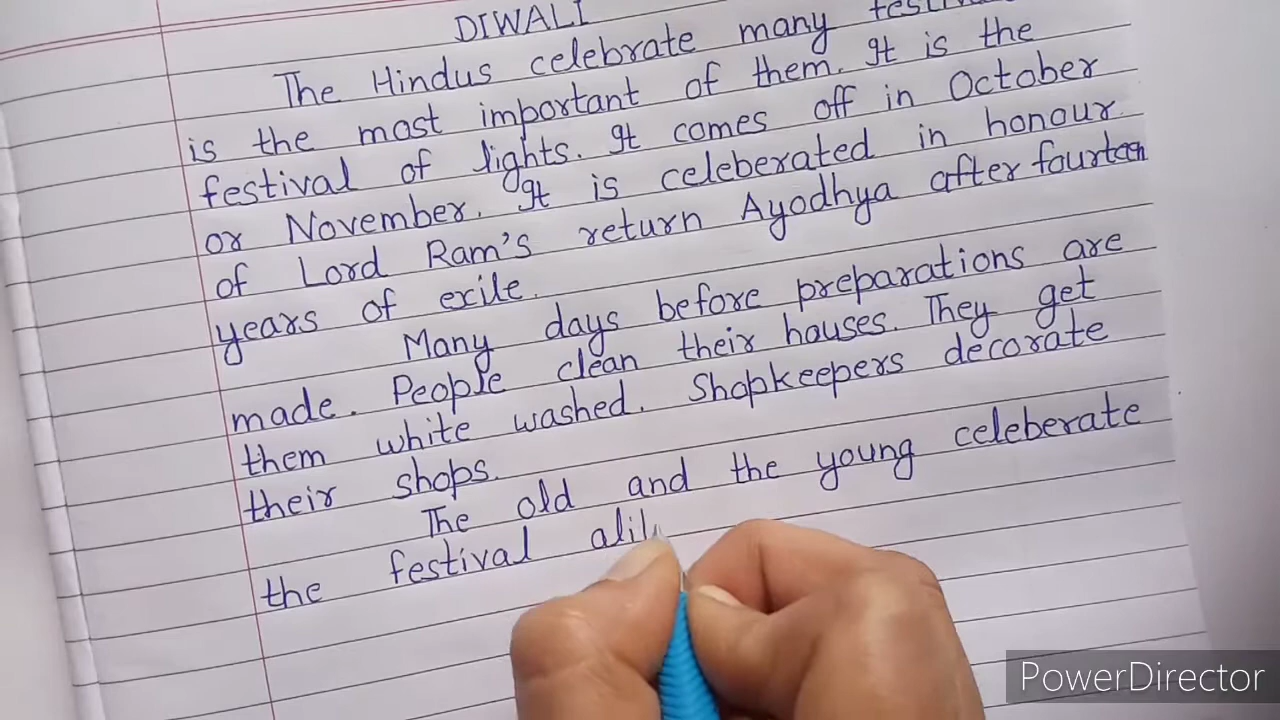 DIWALI
The Hindus celebrate many
is the most important of them. It is the
festival of lights. It comes off in October
or November. It is celeberated in honour
of Lord Ram's return Ayodhya after fourteen
years of exile.
Many days before preparations are
made. People clean their houses. They get
them white washed. Shopkeepers decorate
their shops.
The old and the young celeberate
the festival
PowerDirector